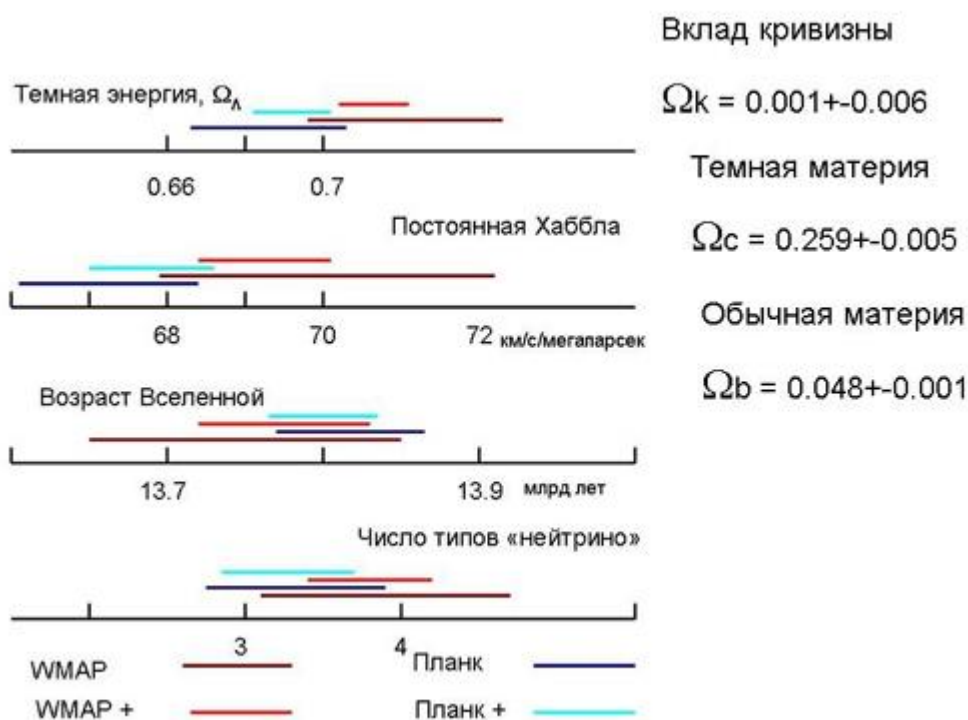 Темная энергия, ΩΛ
0.66 0.7
Постоянная Хаббла
68 70 72 км/с/мегапарсек
Возраст Вселенной
13.7 13.9 млрд лет
Число типов «нейтрино»
3 4
WMAP Планк
WMAP + Планк +
Вклад кривизны
Ωk = 0.001+-0.006
Темная материя
Ωc = 0.259+-0.005
Обычная материя
Ωb = 0.048+-0.001